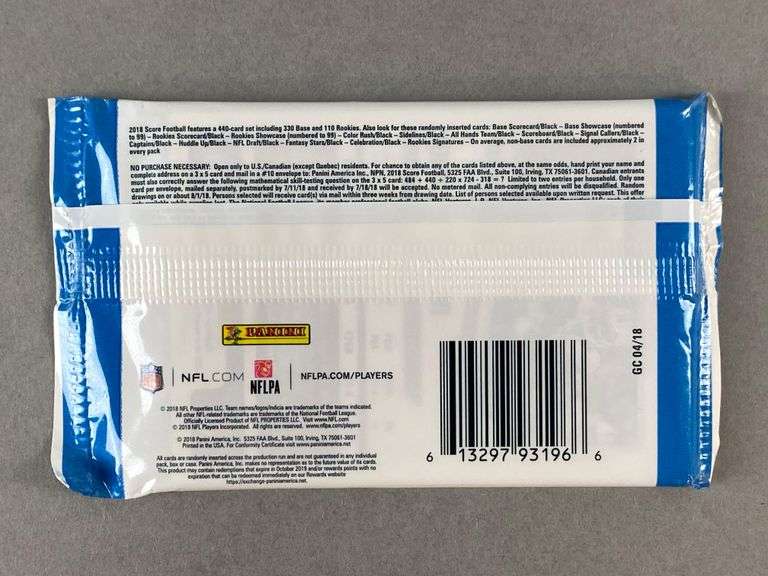 2018 Score Football features a 440-card set including 330 Base and 110 Rookies. Also look for these randomly inserted cards: Base Scorecard/Black – Base Showcase (numbered
to 99) – Rookies Scorecard/Black – Rookies Showcase (numbered to 99) – Color Rush/Black – Sidelines/Black – All Hands Team/Black – Scoreboard/Black – Signal Callers/Black –
Captains/Black – Huddle Up/Black – NFL Draft/Black – Fantasy Stars/Black – Celebration/Black – Rookies Signatures – On average, non-base cards are included approximately 2 in
every pack
NO PURCHASE NECESSARY: Open only to U.S./Canadian (except Quebec) residents. For chance to obtain any of the cards listed above, at the same odds, hand print your name and
complete address on a 3 x 5 card and mail in a #10 envelope to: Panini America Inc., NPN, 2018 Score Football, 5325 FAA Blvd., Suite 100, Irving, TX 75061-3601. Canadian entrants
must also correctly answer the following mathematical skill-testing question on the 3 x 5 card: 484 + 440 ÷ 220 x 724 - 318 = ? Limited to two entries per household. Only one
card per envelope, mailed separately, postmarked by 7/11/18 and received by 7/18/18 will be accepted. No metered mail. All non-complying entries will be disqualified. Random
drawings on or about 8/1/18. Persons selected will receive card(s) via mail within three weeks from drawing date. List of persons selected available upon written request. This offer
PANINI
NFL
NFL.COM
NFLPA
NFLPA.COM/PLAYERS
© 2018 NFL Properties LLC. Team names/logos/indicia are trademarks of the teams indicated.
All other NFL-related trademarks are trademarks of the National Football League.
Officially Licensed Product of NFL PROPERTIES LLC. Visit www.NFL.com
© 2018 NFL Players Incorporated. All rights are reserved. www.nflpa.com/players
© 2018 Panini America, Inc. 5325 FAA Blvd., Suite 100, Irving, TX 75061-3601
Printed in the USA. For Conformity Certificate visit www.paniniamerica.net
All cards are randomly inserted across the production run and are not guaranteed in any individual
pack, box or case. Panini America, Inc. makes no representation as to the future value of its cards.
This product may contain redemptions that expire in October 2019 and/or rewards points with no
expiration that can be redeemed immediately on our Rewards website
https://exchange-paniniamerica.net.
6 13297 93196 6
GC 04/18